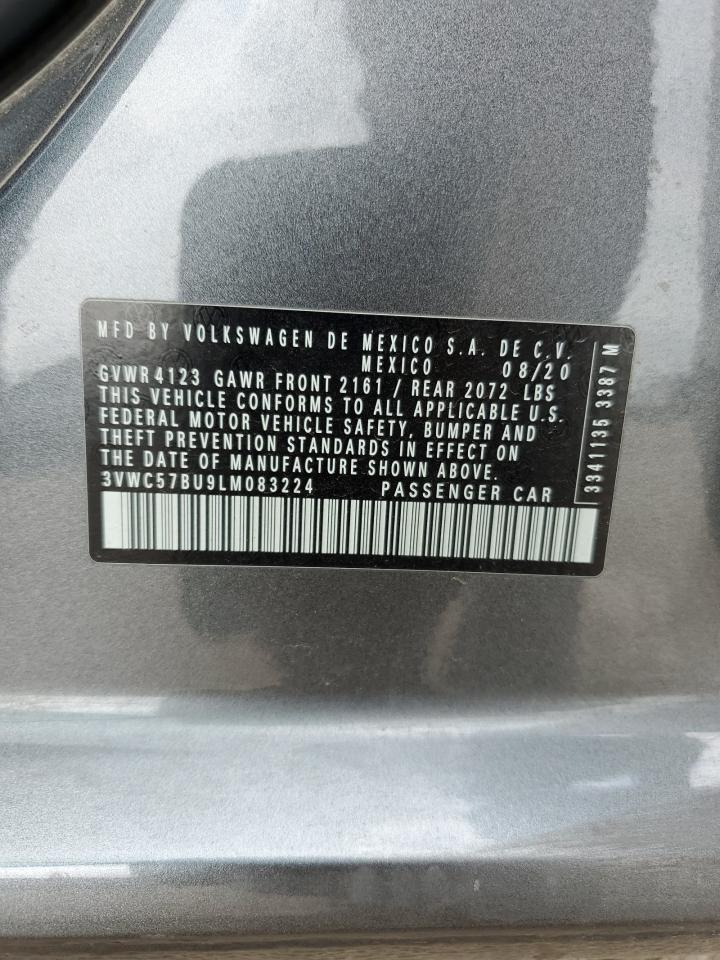 MFD BY VOLKSWAGEN DE MEXICO S.A. DE C.V.
MEXICO 08/20
GVWR 4123 GAWR FRONT 2161 / REAR 2072 LBS
THIS VEHICLE CONFORMS TO ALL APPLICABLE U.S.
FEDERAL MOTOR VEHICLE SAFETY, BUMPER AND
THEFT PREVENTION STANDARDS IN EFFECT ON
THE DATE OF MANUFACTURE SHOWN ABOVE.
3VWC57BU9LM083224 PASSENGER CAR
3341135 3387 M